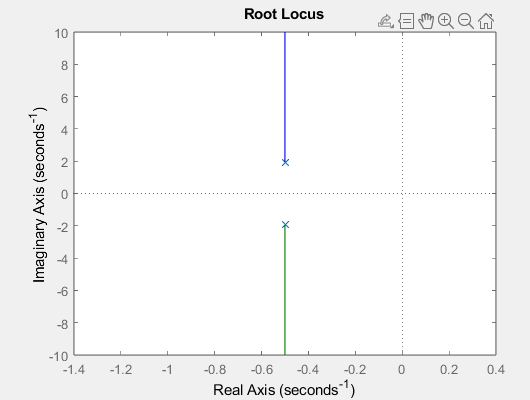 Root Locus
10
8
6
4
2
0
-2
-4
-6
-8
-10
Imaginary Axis (seconds⁻¹)
-1.4 -1.2 -1 -0.8 -0.6 -0.4 -0.2 0 0.2 0.4
Real Axis (seconds⁻¹)